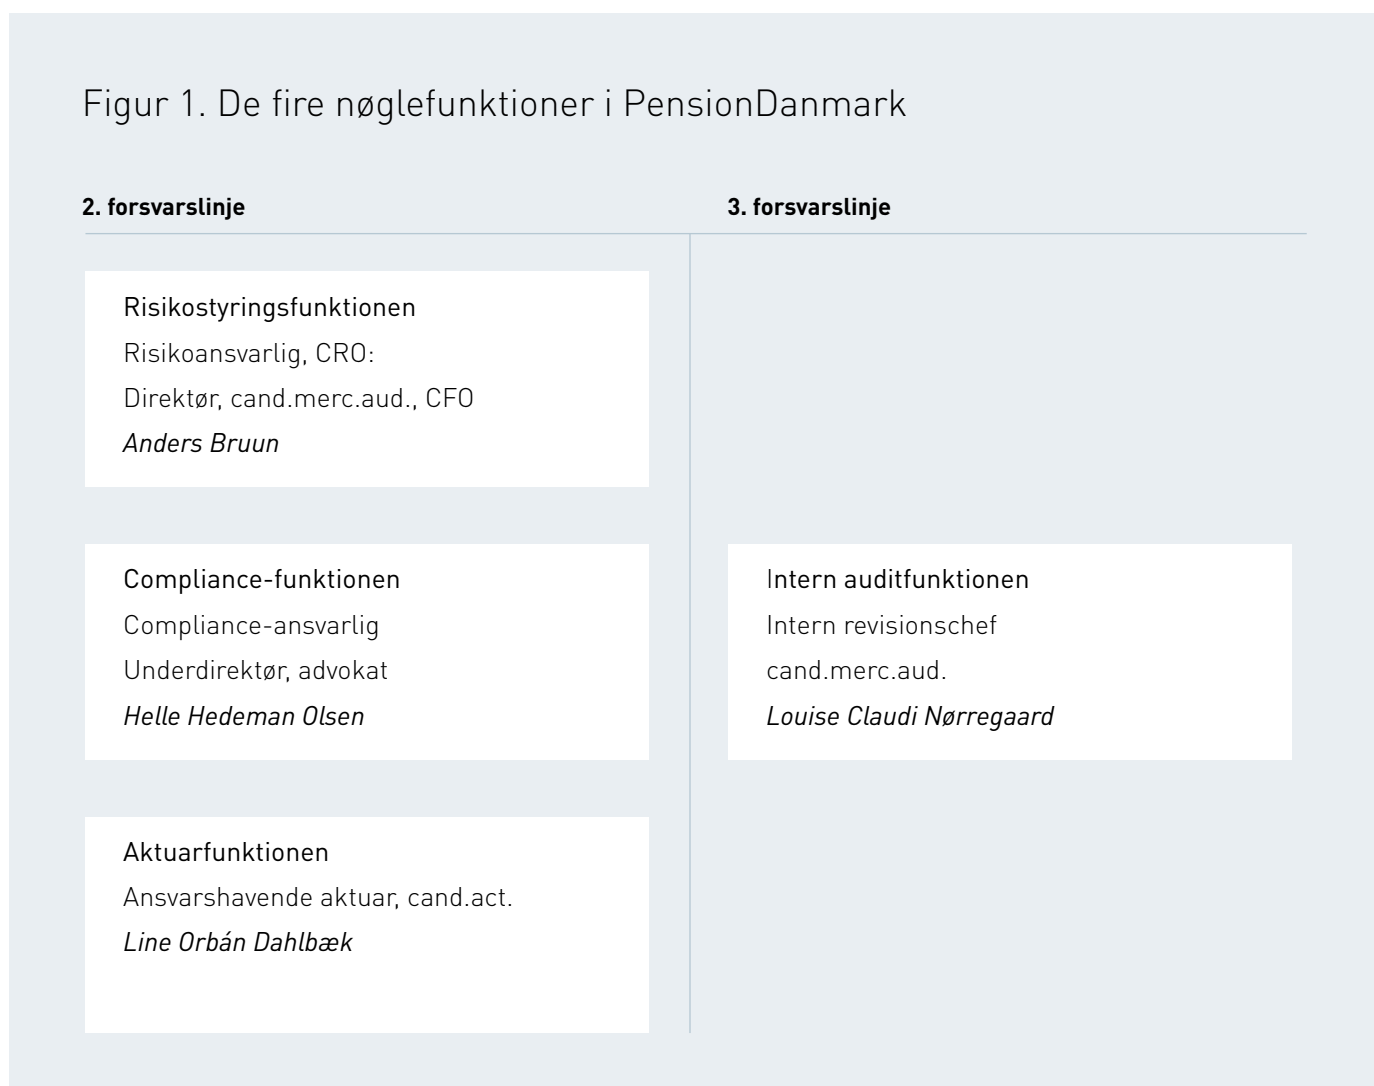 Figur 1. De fire nøglefunktioner i PensionDanmark
2. forsvarslinje
Risikostyringsfunktionen
Risikoansvarlig, CRO:
Direktør, cand.merc.aud., CFO
Anders Bruun
Compliance-funktionen
Compliance-ansvarlig
Underdirektør, advokat
Helle Hedeman Olsen
Aktuarfunktionen
Ansvarshavende aktuar, cand.act.
Line Orbán Dahlbæk
3. forsvarslinje
Intern auditfunktionen
Intern revisionschef
cand.merc.aud.
Louise Claudi Nørregaard